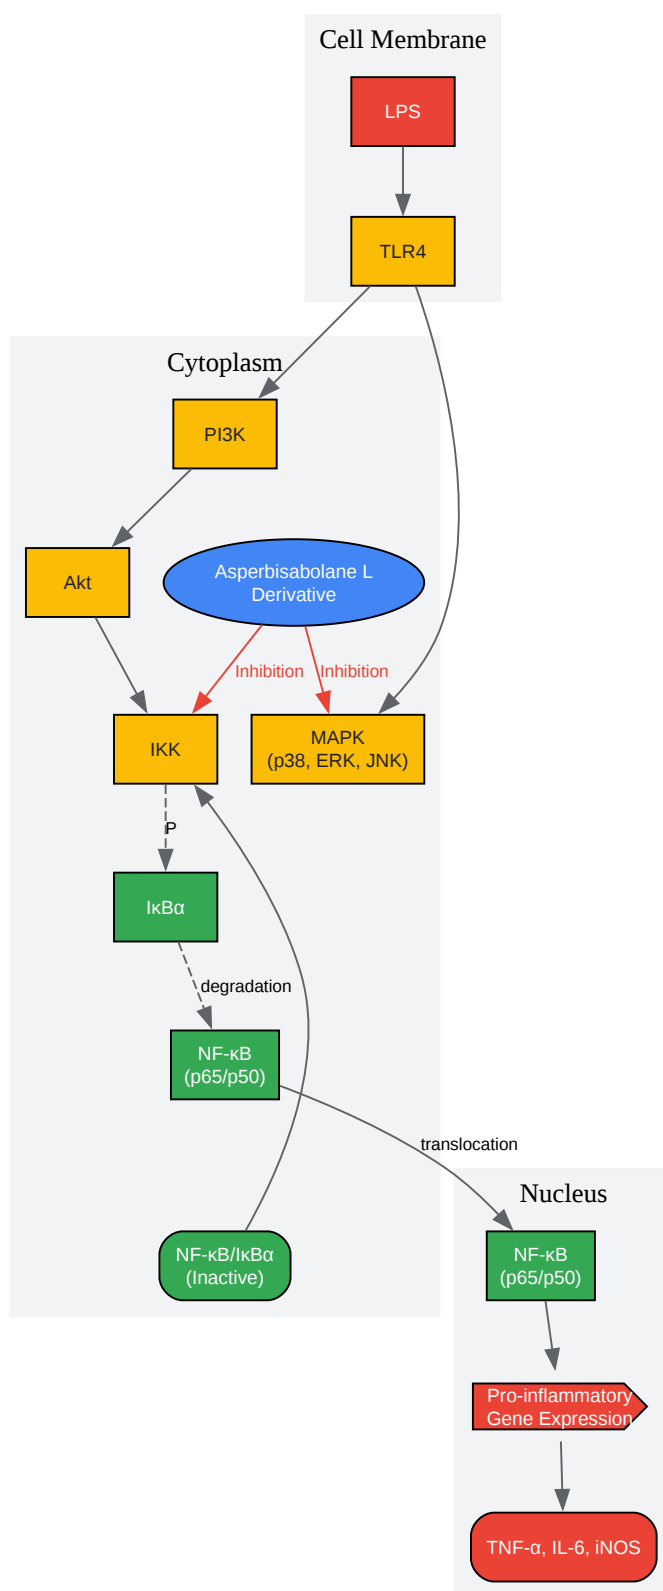 Cell Membrane
LPS
TLR4
Cytoplasm
PI3K
Akt
Asperbisabolane L
Derivative
Inhibition
Inhibition
IKK
MAPK
(p38, ERK, JNK)
P
IκBα
degradation
NF-κB
(p65/p50)
translocation
Nucleus
NF-κB/IκBα
(Inactive)
NF-κB
(p65/p50)
Pro-inflammatory
Gene Expression
TNF-α, IL-6, iNOS